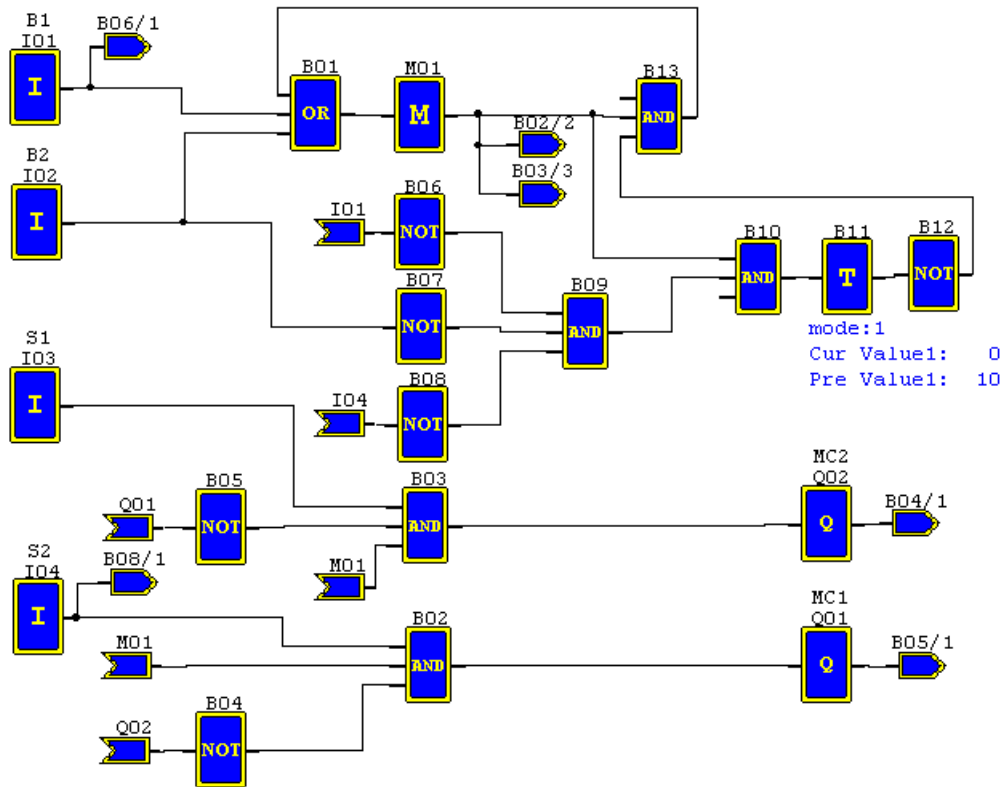 B1
I01
I
B06/1
B01
OR
M01
M
B13
AND
B02/2
B03/3
B2
I02
I
I01
B06
NOT
B07
NOT
B09
AND
B10
AND
B11
T
B12
NOT
mode:1
Cur Value1: 0
Pre Value1: 10
S1
I03
I
I04
B08
NOT
Q01
B05
NOT
B03
AND
M01
MC2
Q02
Q
B04/1
S2
I04
I
B08/1
M01
B02
AND
MC1
Q01
Q
B05/1
Q02
B04
NOT